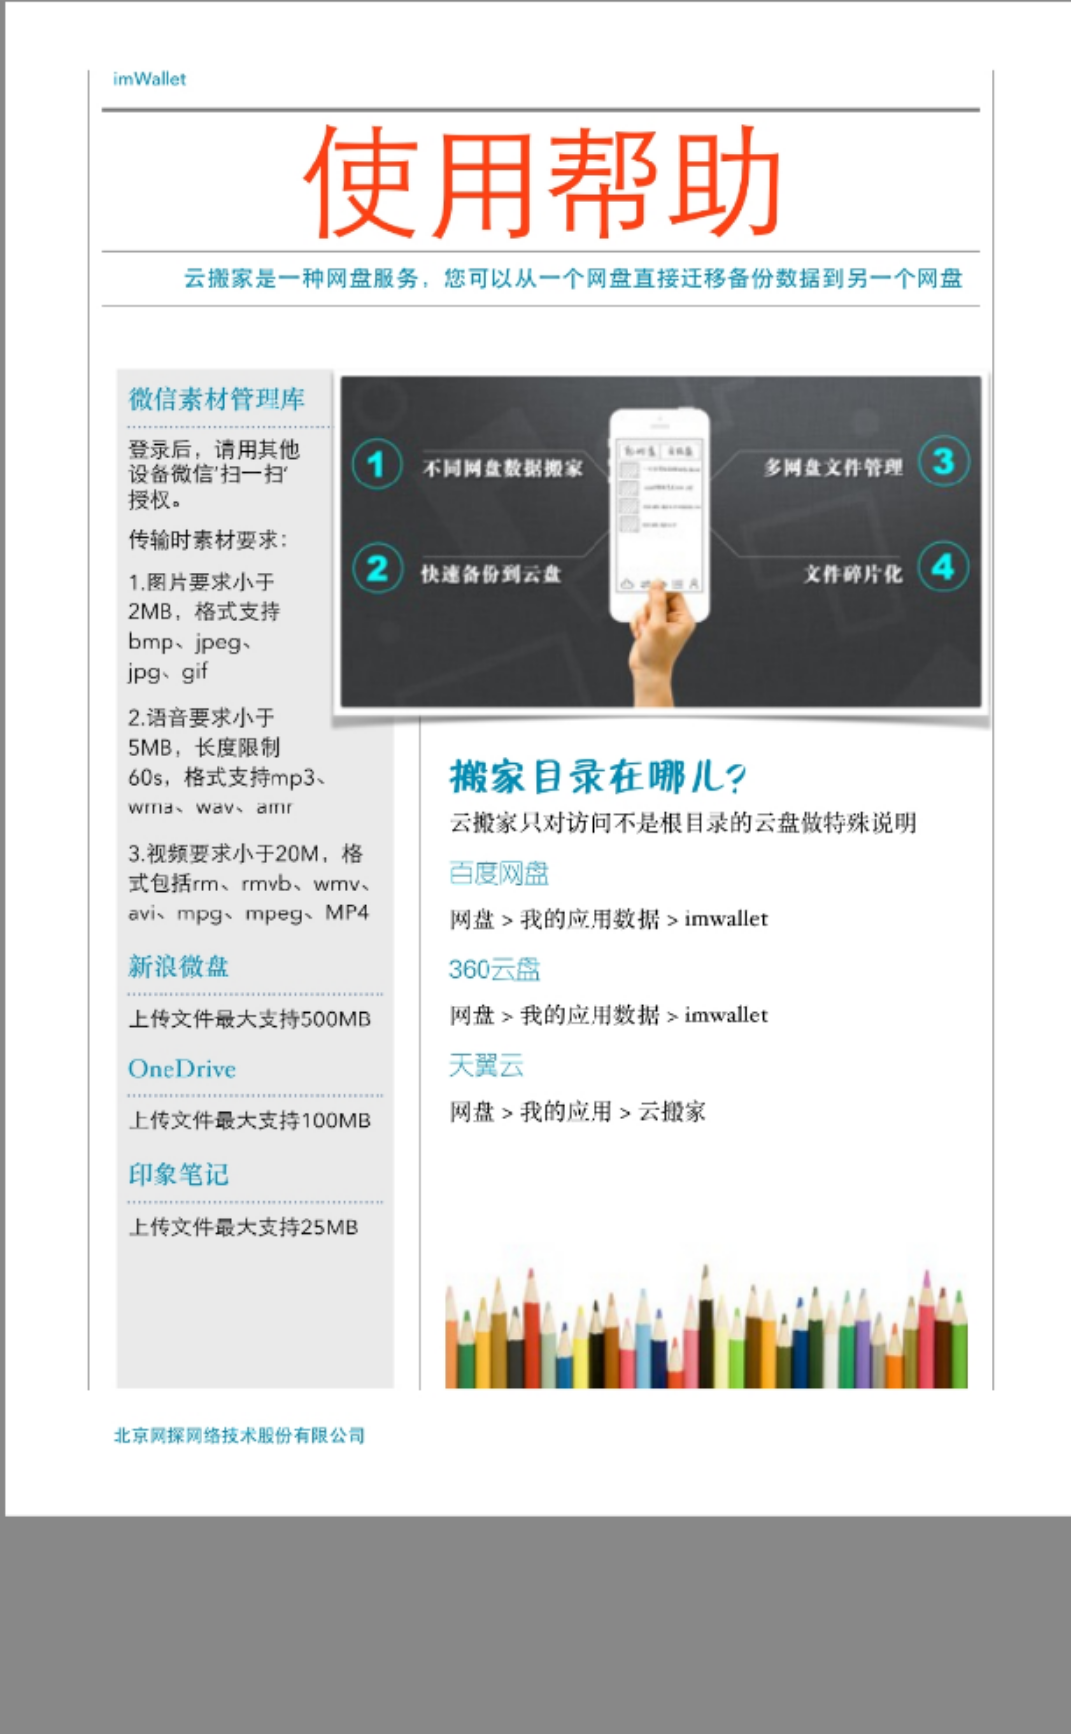 imWallet
使用帮助
云搬家是一种网盘服务，您可以从一个网盘直接迁移备份数据到另一个网盘
微信素材管理库
登录后，请用其他
设备微信‘扫一扫‘
授权。
传输时素材要求：
1.图片要求小于
2MB，格式支持
bmp、jpeg、
jpg、gif
2.语音要求小于
5MB，长度限制
60s，格式支持mp3、
wma、wav、amr
3.视频要求小于20M，格
式包括rm、rmvb、wmv、
avi、mpg、mpeg、MP4
新浪微盘
上传文件最大支持500MB
OneDrive
上传文件最大支持100MB
印象笔记
上传文件最大支持25MB
1 不同网盘数据搬家
2 快速备份到云盘
多网盘文件管理 3
文件碎片化 4
搬家目录在哪儿？
云搬家只对访问不是根目录的云盘做特殊说明
百度网盘
网盘 > 我的应用数据 > imwallet
360云盘
网盘 > 我的应用数据 > imwallet
天翼云
网盘 > 我的应用 > 云搬家
北京网探网络技术股份有限公司